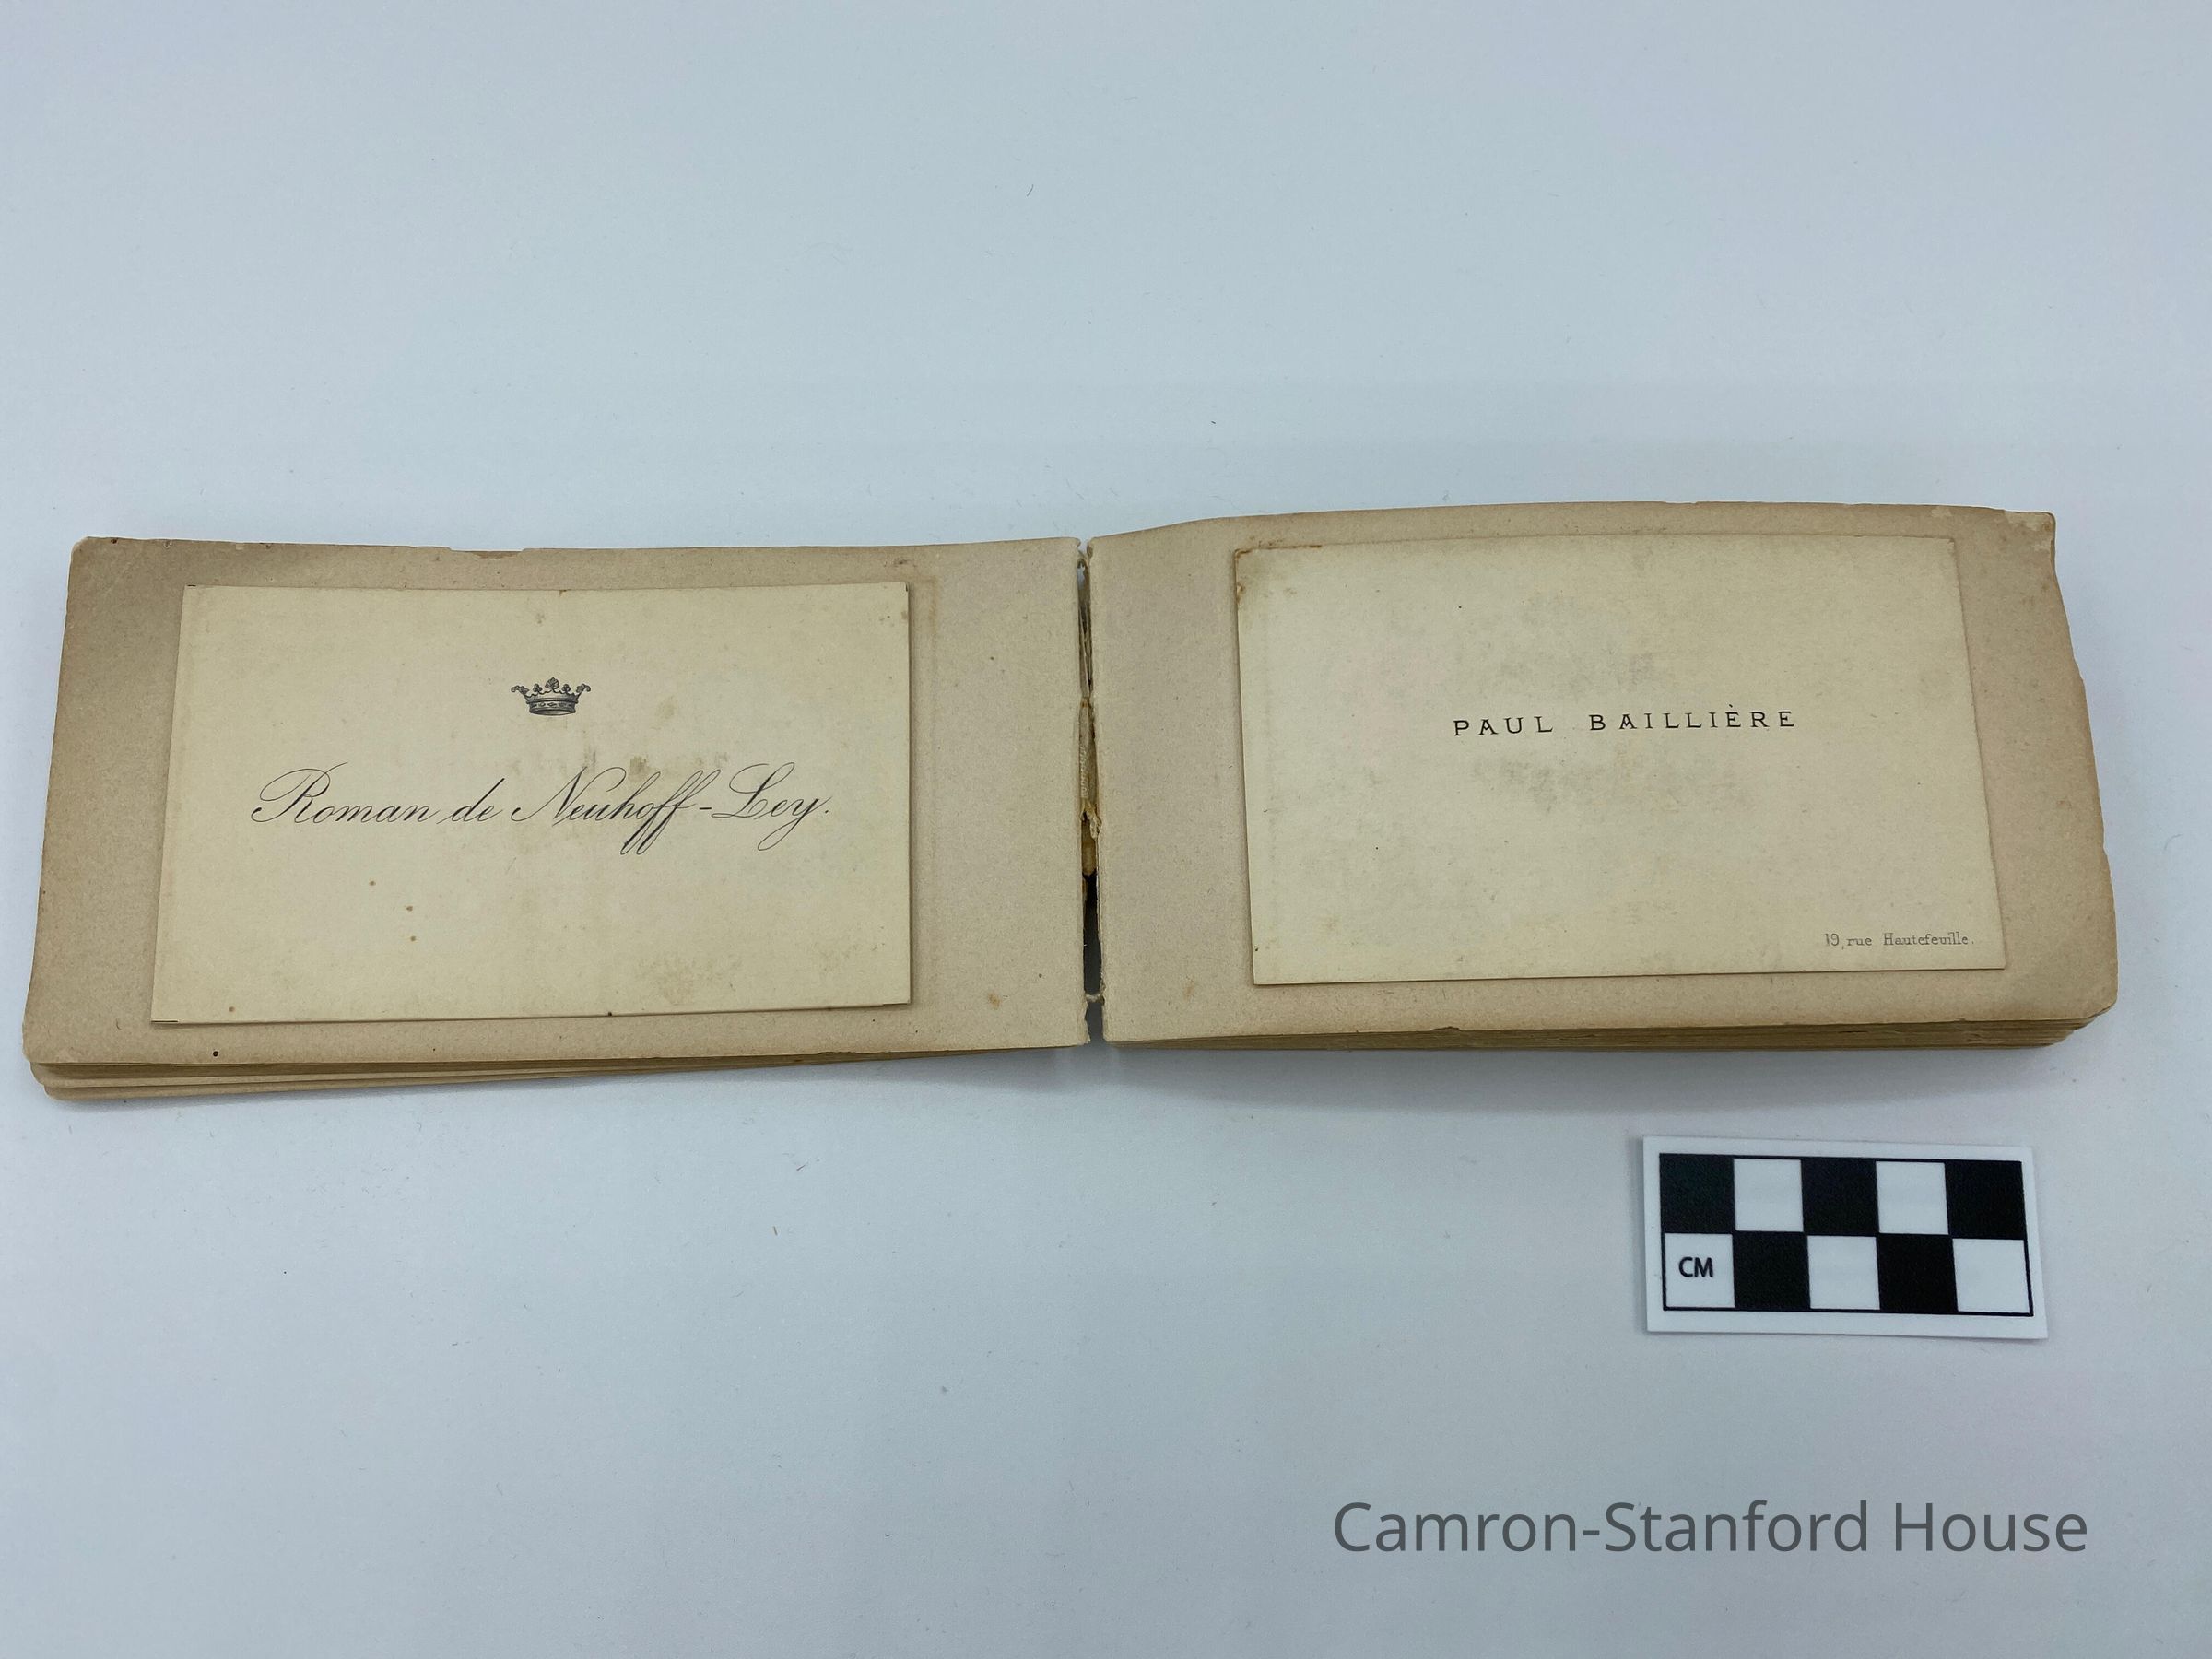 Roman de Neuhoff-Ley.
PAUL BAILLIÈRE
19, rue Hautefeuille.
CM
Camron-Stanford House